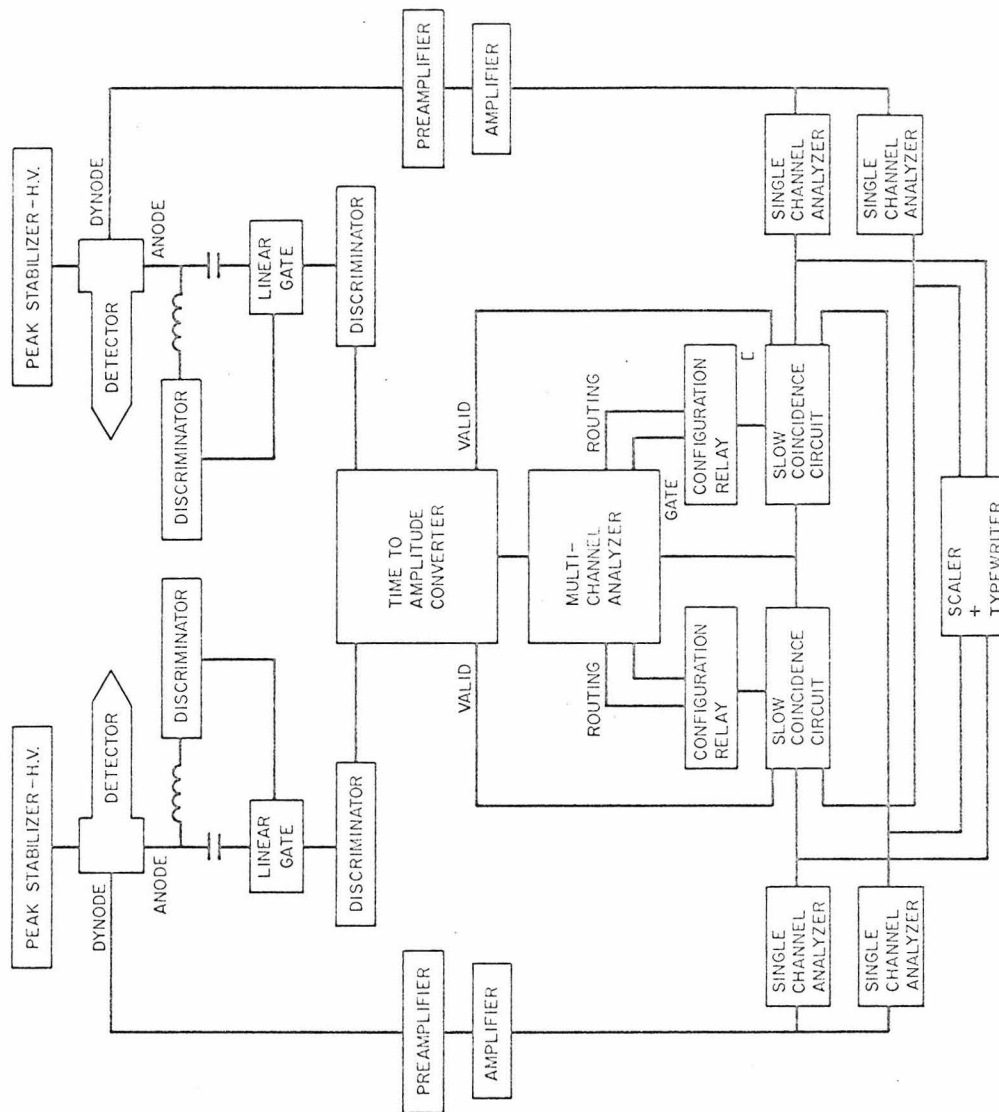 PEAK STABILIZER-H.V.
PEAK STABILIZER-H.V.
DYNODE
DETECTOR
DETECTOR
DYNODE
ANODE
ANODE
DISCRIMINATOR
DISCRIMINATOR
LINEAR
GATE
LINEAR
GATE
DISCRIMINATOR
DISCRIMINATOR
PREAMPLIFIER
TIME TO
AMPLITUDE
CONVERTER
PREAMPLIFIER
AMPLIFIER
VALID
VALID
AMPLIFIER
ROUTING
MULTI-
CHANNEL
ANALYZER
ROUTING
GATE
CONFIGURATION
RELAY
CONFIGURATION
RELAY
SINGLE
CHANNEL
ANALYZER
SLOW
COINCIDENCE
CIRCUIT
SLOW
COINCIDENCE
CIRCUIT
SINGLE
CHANNEL
ANALYZER
SINGLE
CHANNEL
ANALYZER
SINGLE
CHANNEL
ANALYZER
SCALER
+
TYPEWRITER